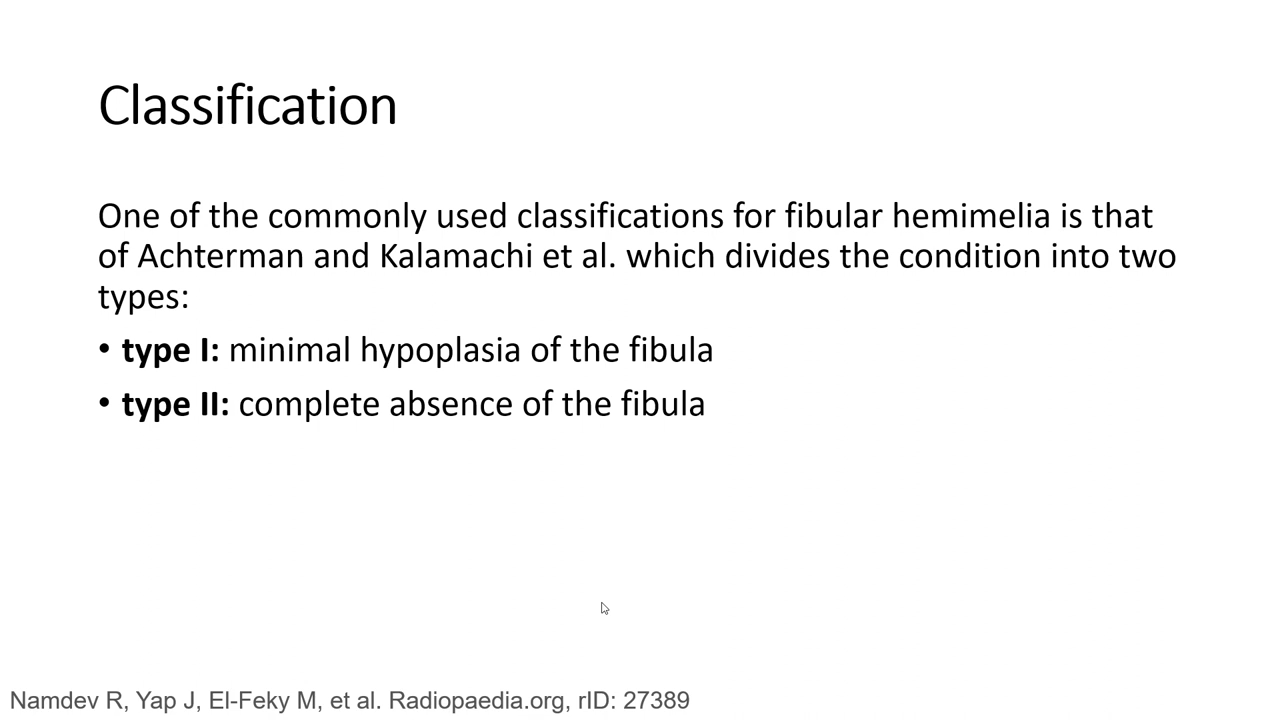 Classification
One of the commonly used classifications for fibular hemimelia is that
of Achterman and Kalamachi et al. which divides the condition into two
types:
• type I: minimal hypoplasia of the fibula
• type II: complete absence of the fibula
Namdev R, Yap J, El-Feky M, et al. Radiopaedia.org, rID: 27389